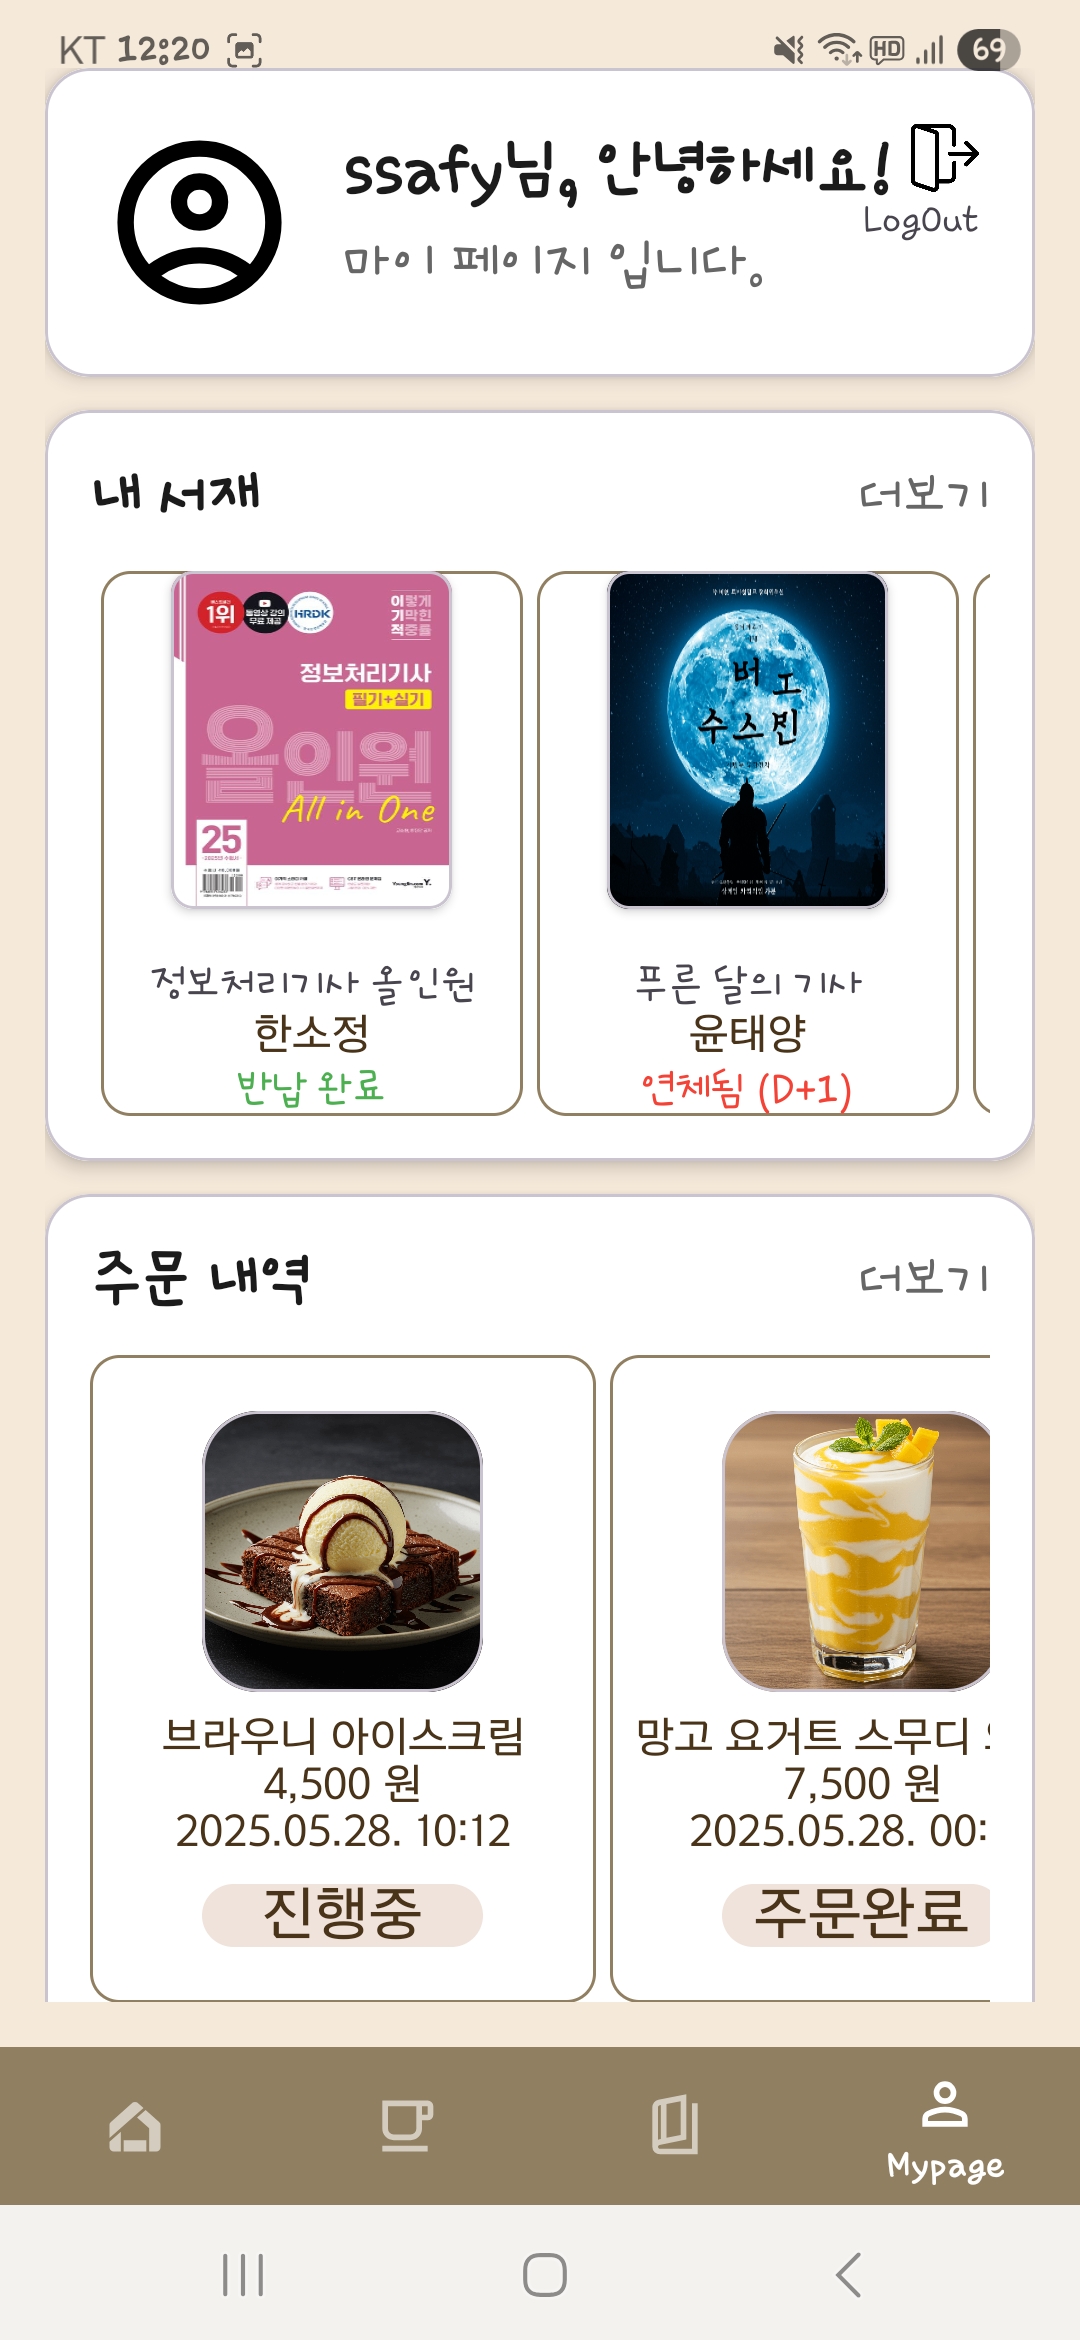 KT 12:20
HD
69
ssafy님, 안녕하세요!
LogOut
마이 페이지 입니다.
내 서재
더보기
1위
동영상 강의
무료 제공
HRDK
이렇게
기막힌
적중률
정보처리기사
필기+실기
올인원
All in One
25
버
수스
정보처리기사 올인원
한소정
반납 완료
푸른 달의 기사
윤태양
연체됨 (D+1)
주문 내역
더보기
브라우니 아이스크림
4,500 원
2025.05.28. 10:12
진행중
망고 요거트 스무디
7,500 원
2025.05.28. 00:
주문완료
Mypage